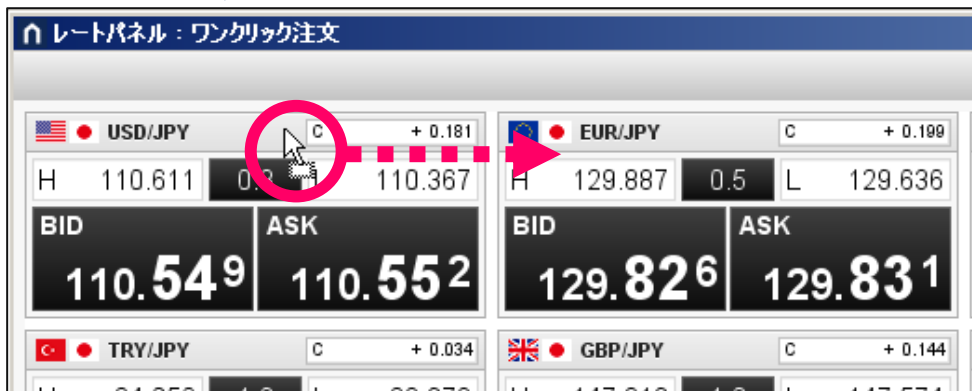 レートパネル：ワンクリック注文
USD/JPY C + 0.181
H 110.611 110.367
BID ASK
110.549 110.552
EUR/JPY C + 0.199
H 129.887 0.5 L 129.636
BID ASK
129.826 129.831
TRY/JPY C + 0.034
GBP/JPY C + 0.144